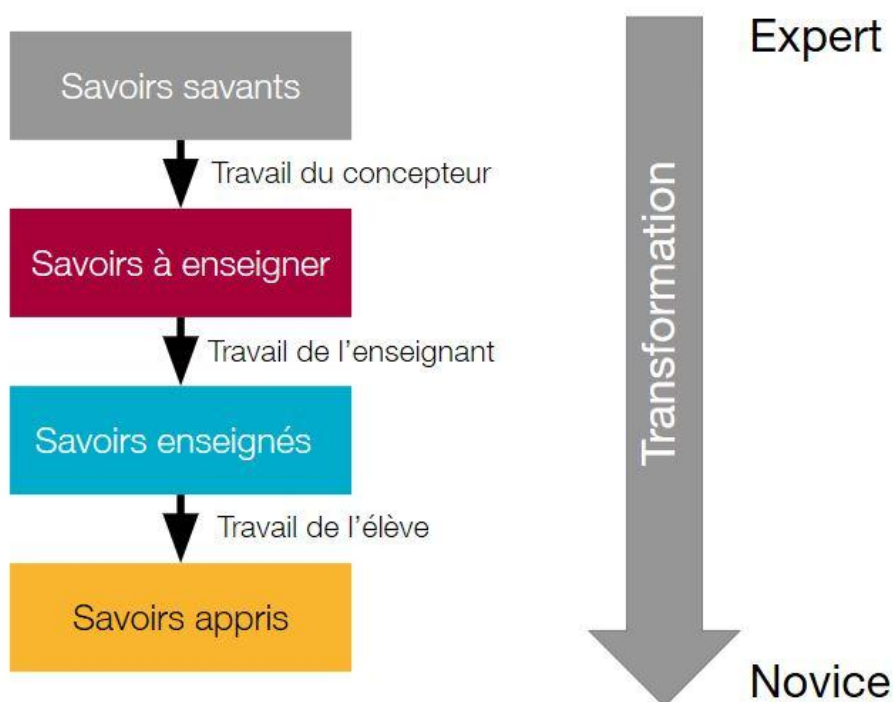 Expert
Savoirs savants
Travail du concepteur
Savoirs à enseigner
Travail de l'enseignant
Savoirs enseignés
Travail de l'élève
Savoirs appris
Transformation
Novice